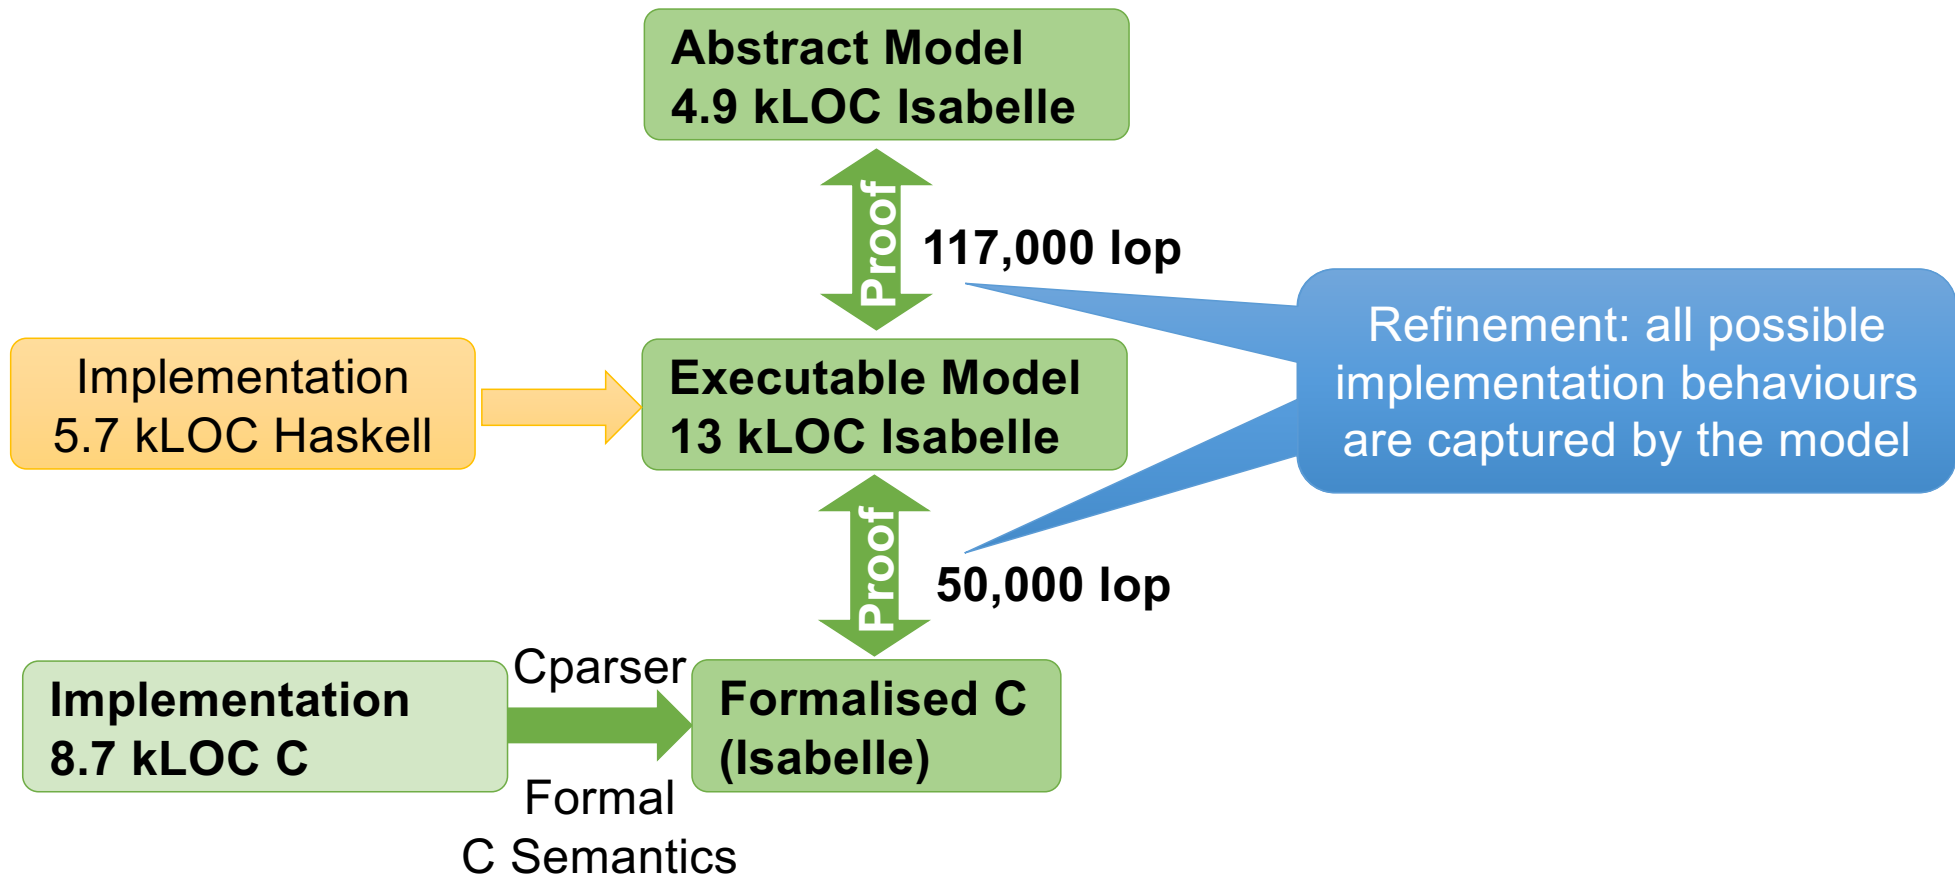 Abstract Model
4.9 kLOC Isabelle
Proof
117,000 lop
Refinement: all possible
implementation behaviours
are captured by the model
Implementation
5.7 kLOC Haskell
Executable Model
13 kLOC Isabelle
Proof
50,000 lop
Implementation
8.7 kLOC C
Cparser
Formal
C Semantics
Formalised C
(Isabelle)